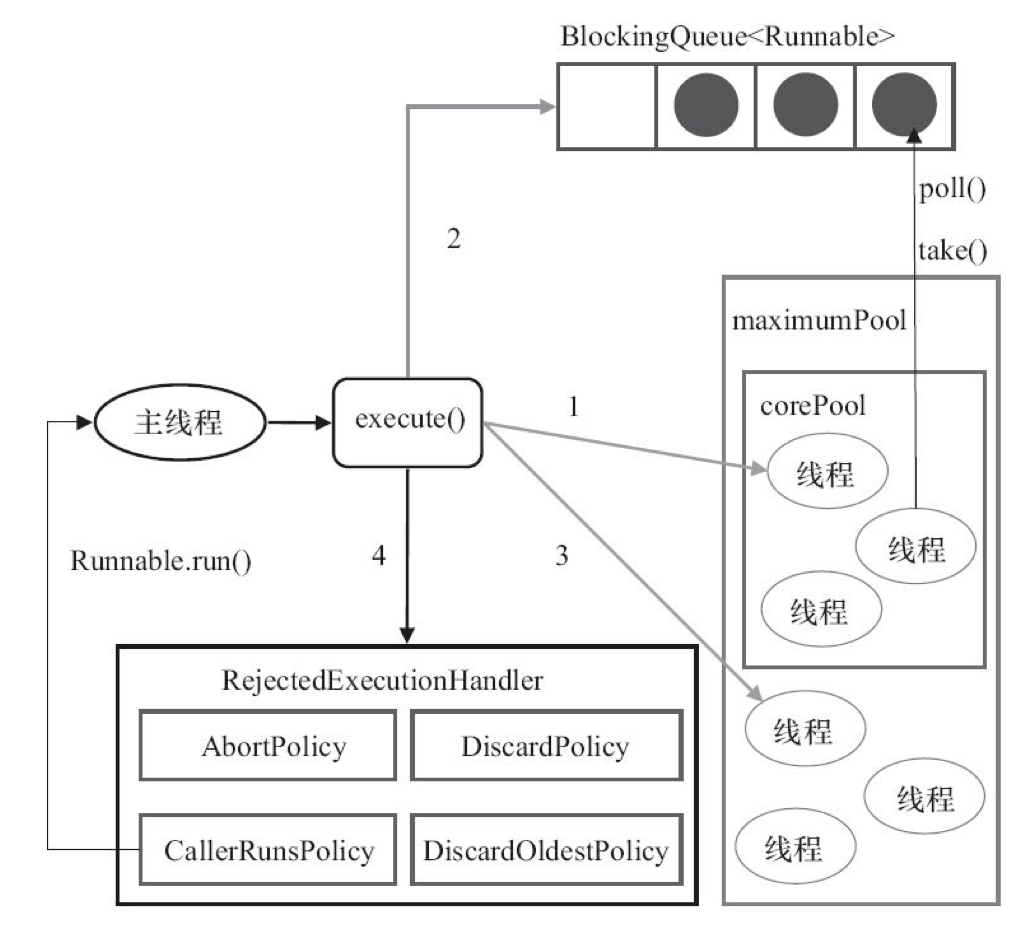 BlockingQueue<Runnable>
poll()
2
take()
maximumPool
主线程
execute()
1
corePool
线程
线程
Runnable.run()
4
3
线程
RejectedExecutionHandler
线程
AbortPolicy
DiscardPolicy
线程
CallerRunsPolicy
DiscardOldestPolicy
线程